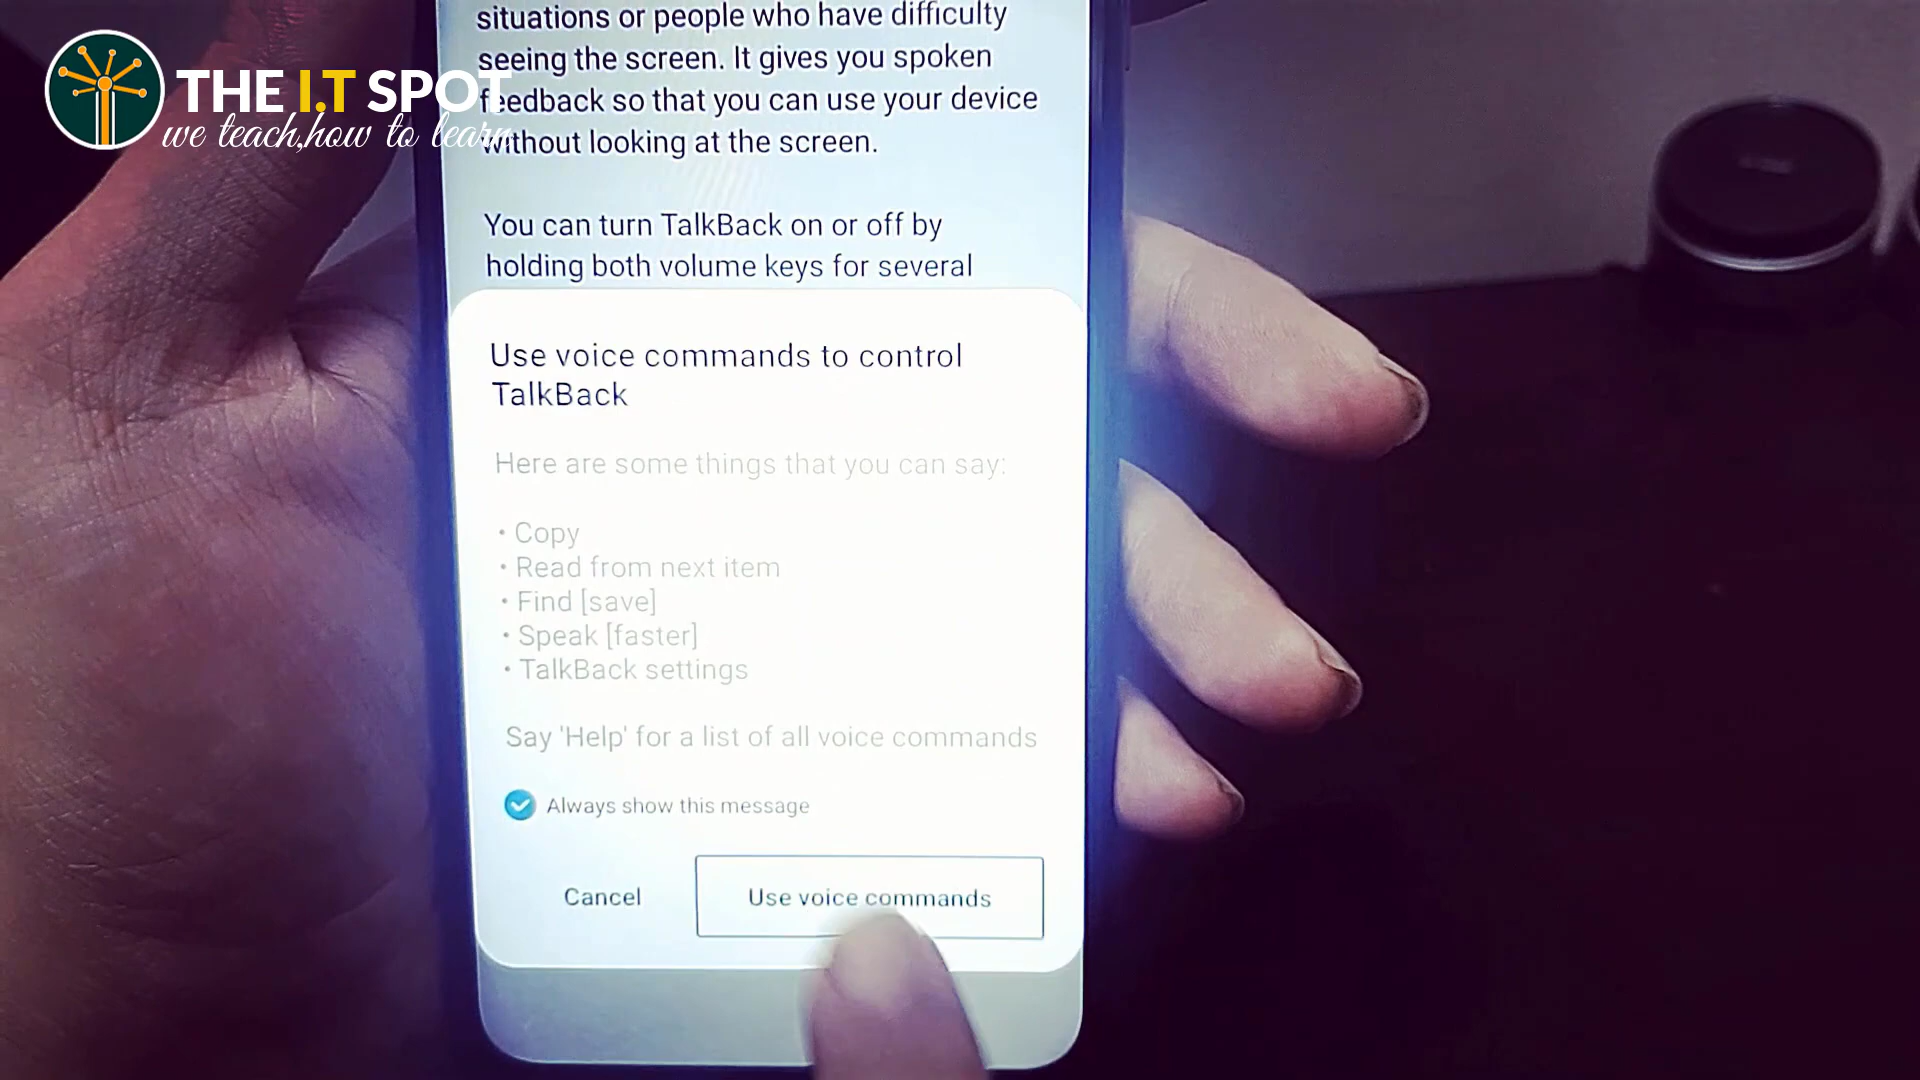 THE I.T SPOT
we teach,how to learn
situations or people who have difficulty
seeing the screen. It gives you spoken
feedback so that you can use your device
without looking at the screen.
You can turn TalkBack on or off by
holding both volume keys for several
Use voice commands to control
TalkBack
Here are some things that you can say:
• Copy
• Read from next item
• Find [save]
• Speak [faster]
• TalkBack settings
Say 'Help' for a list of all voice commands
Always show this message
Cancel
Use voice commands